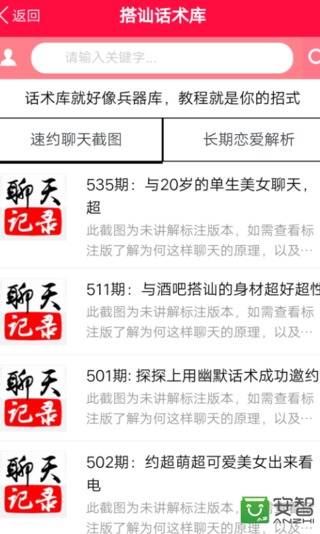 返回
搭讪话术库
请输入关键字...
话术库就好像兵器库，教程就是你的招式
速约聊天截图
长期恋爱解析
聊天
记录
535期：与20岁的单生美女聊天，
超
此截图为未讲解标注版本，如需查看标
注版了解为何这样聊天的原理，以及…
聊天
记录
511期：与酒吧搭讪的身材超好超性
此截图为未讲解标注版本，如需查看标
注版了解为何这样聊天的原理，以及…
聊天
记录
501期: 探探上用幽默话术成功邀约
此截图为未讲解标注版本，如需查看标
注版了解为何这样聊天的原理，以及…
聊天
记录
502期：约超萌超可爱美女出来看
电
此截图为未讲解标注版本，如需查看标
注版了解为何这样聊天的原理，以及
安智
ANZHI